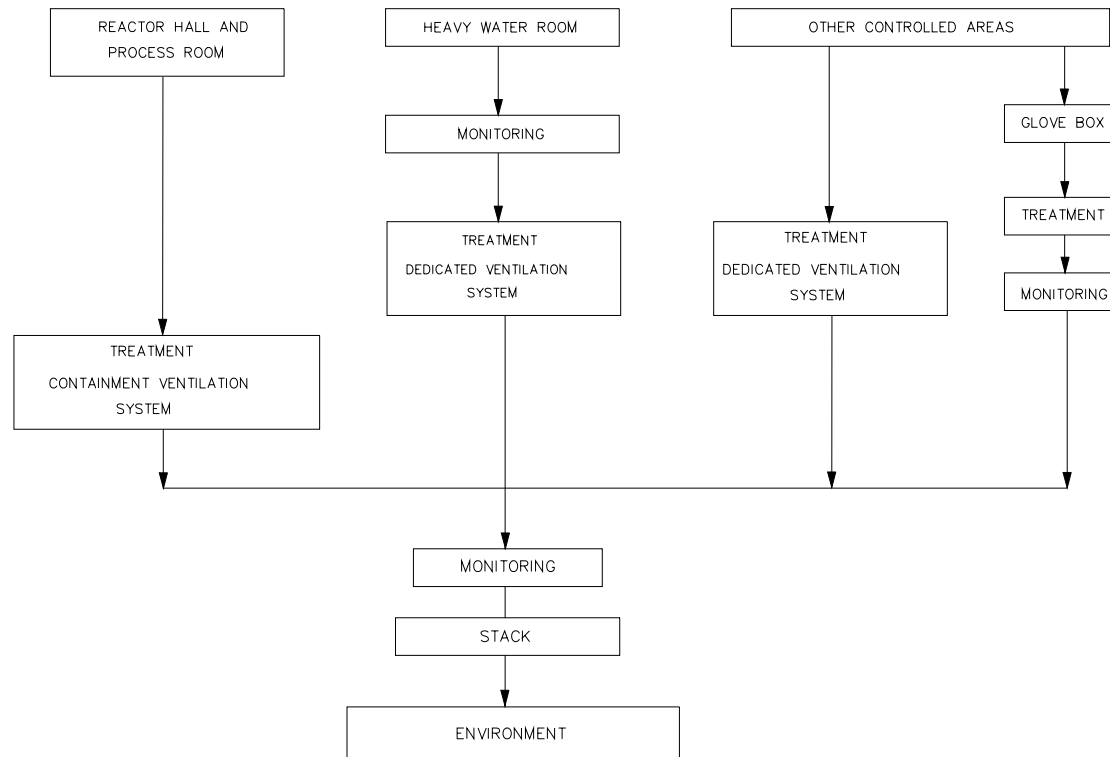 REACTOR HALL AND
PROCESS ROOM
HEAVY WATER ROOM
OTHER CONTROLLED AREAS
MONITORING
GLOVE BOX
TREATMENT
DEDICATED VENTILATION
SYSTEM
TREATMENT
DEDICATED VENTILATION
SYSTEM
TREATMENT
MONITORING
TREATMENT
CONTAINMENT VENTILATION
SYSTEM
MONITORING
STACK
ENVIRONMENT